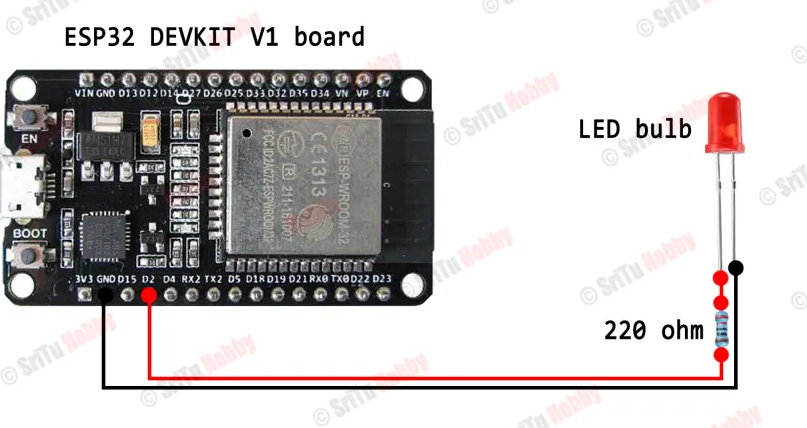 ESP32 DEVKIT V1 board
VIN GND D13 D12 D14 D27 D26 D25 D33 D32 D35 D34 VN VP EN
EN
LED bulb
CE1313
ESP-WROOM-32
211-161007
BOOT
3V3 GND D15 D2 D4 RX2 TX2 D5 D18 D19 D21 RX0 TX0 D22 D23
220 ohm
© SriTu Hobby